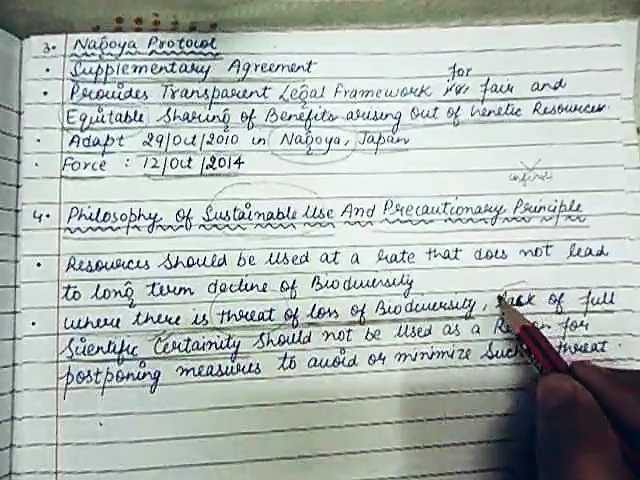 3. Nagoya Protocol
• Supplementary Agreement
• Provides Transparent Legal Framework for for fair and
Equitable Sharing of Benefits arising Out of Genetic Resources.
• Adapt 29/Oct/2010 in Nagoya, Japan
• Force : 12/Oct/2014
4. Philosophy of Sustainable Use And Precautionary Principle
• Resources should be Used at a rate that does not lead
to long term decline of Biodiversity
• where there is threat of loss of Biodiversity, lack of full
Scientific Certainity should not be Used as a for
postponing measures to avoid or minimize such threat.